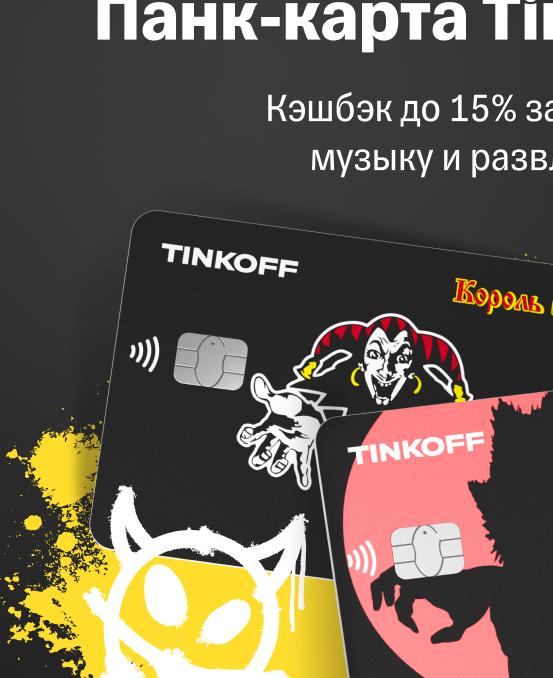 Панк-карта Ti
Кэшбэк до 15% за
музыку и развл
TINKOFF
Король
TINKOFF